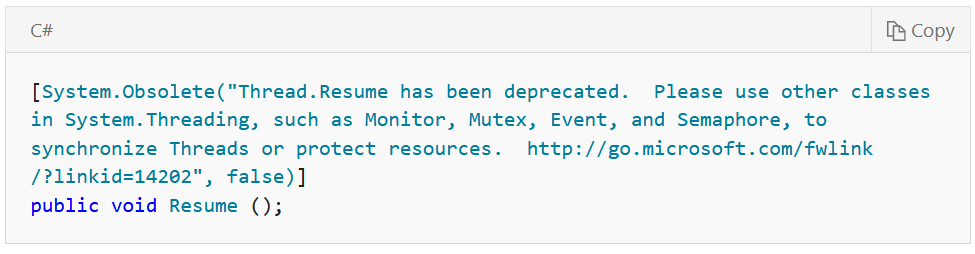 C#
Copy
[System.Obsolete("Thread.Resume has been deprecated.  Please use other classes
in System.Threading, such as Monitor, Mutex, Event, and Semaphore, to
synchronize Threads or protect resources.  http://go.microsoft.com/fwlink
/?linkid=14202", false)]
public void Resume ();